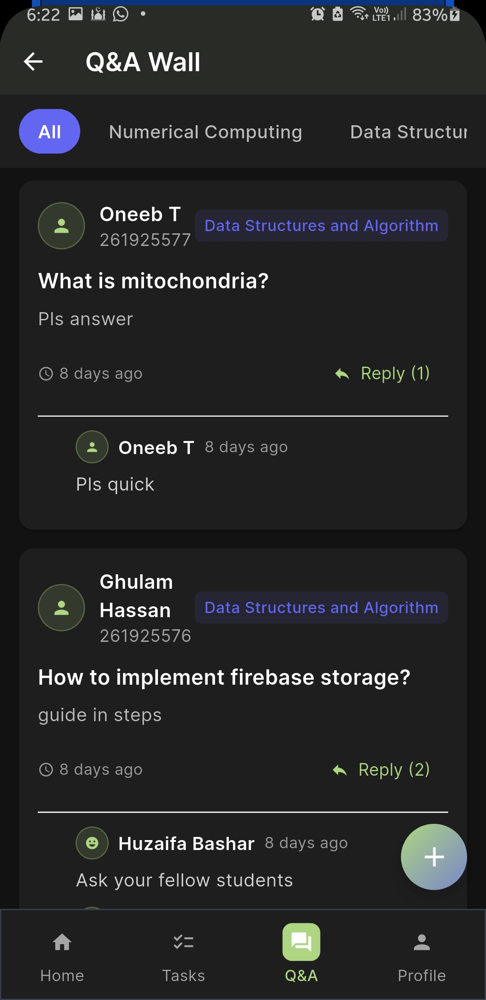 6:22 Vo)) LTE1 83%
Q&A Wall
All Numerical Computing Data Structur
Oneeb T
261925577
Data Structures and Algorithm
What is mitochondria?
Pls answer
8 days ago Reply (1)
Oneeb T 8 days ago
Pls quick
Ghulam
Hassan
261925576
Data Structures and Algorithm
How to implement firebase storage?
guide in steps
8 days ago Reply (2)
Huzaifa Bashar 8 days ago
Ask your fellow students
Home Tasks Q&A Profile